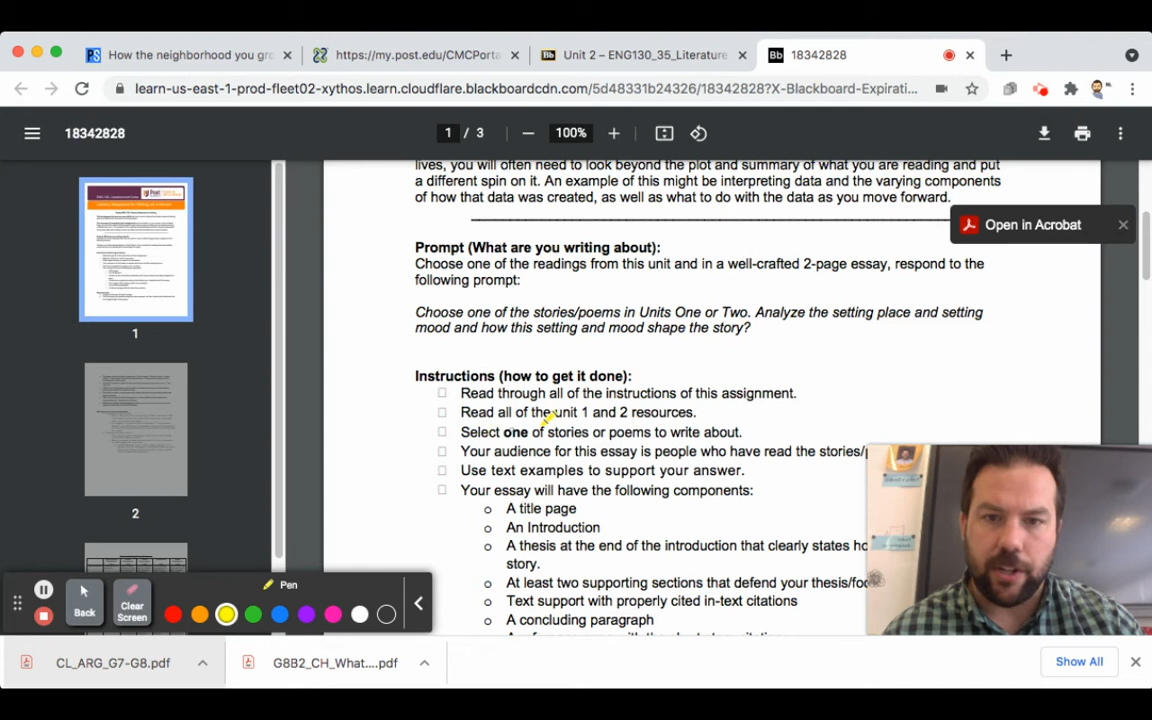 How the neighborhood you gro
https://my.post.edu/CMCPorta
Unit 2 – ENG130_35_Literature
18342828
learn-us-east-1-prod-fleet02-xythos.learn.cloudflare.blackboardcdn.com/5d48331b24326/18342828?X-Blackboard-Expirati...
18342828
1 / 3
100%
lives, you will often need to look beyond the plot and summary of what you are reading and put
a different spin on it. An example of this might be interpreting data and the varying components
of how that data was created, as well as what to do with the data as you move forward.
Open in Acrobat
Prompt (What are you writing about):
Choose one of the readings from this unit and in a well-crafted 2-page essay, respond to the
following prompt:
Choose one of the stories/poems in Units One or Two. Analyze the setting place and setting
mood and how this setting and mood shape the story?
Instructions (how to get it done):
Read through all of the instructions of this assignment.
Read all of the unit 1 and 2 resources.
Select one of stories or poems to write about.
Your audience for this essay is people who have read the stories/
Use text examples to support your answer.
Your essay will have the following components:
A title page
An Introduction
A thesis at the end of the introduction that clearly states ho
story.
At least two supporting sections that defend your thesis/foc
Text support with properly cited in-text citations
A concluding paragraph
1
2
Pen
Back
Clear
Screen
CL_ARG_G7-G8.pdf
G8B2_CH_What....pdf
Show All